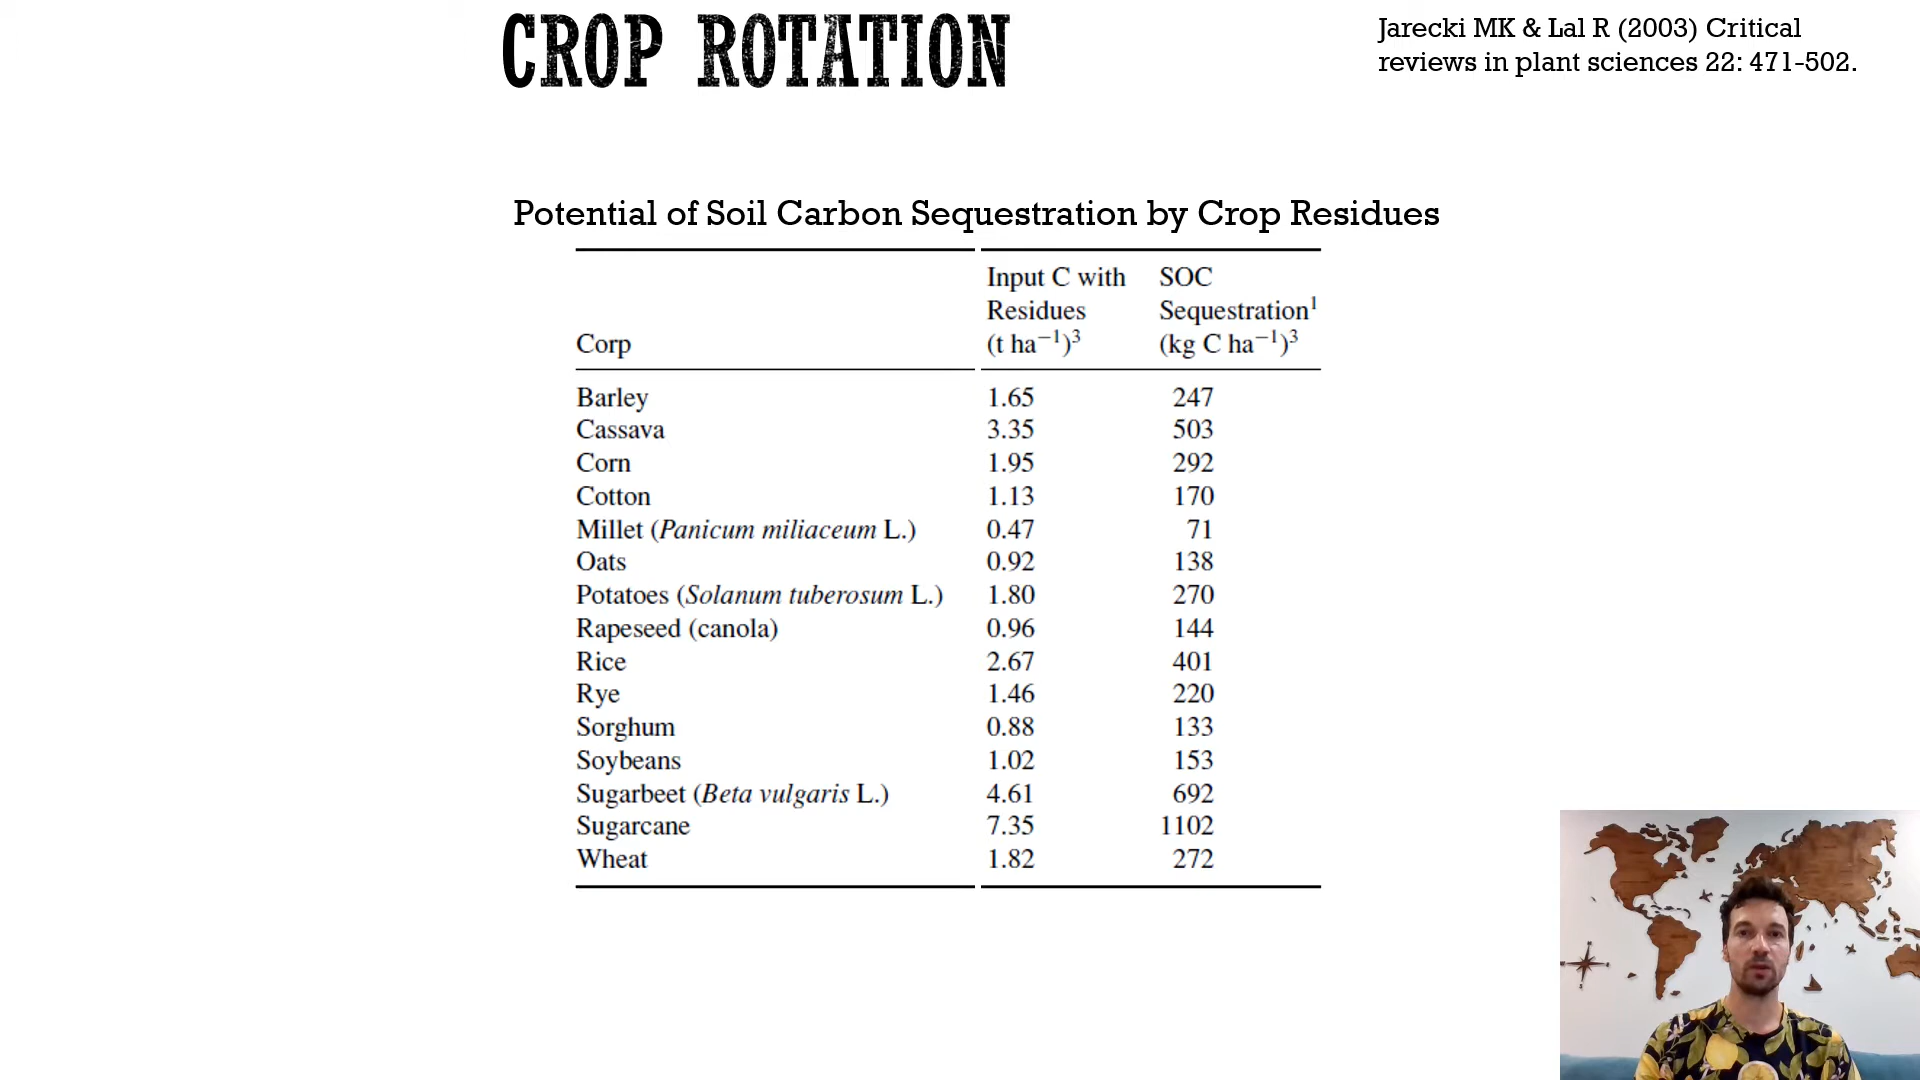 CROP ROTATION
Jarecki MK & Lal R (2003) Critical
reviews in plant sciences 22: 471-502.
Potential of Soil Carbon Sequestration by Crop Residues
Input C with SOC
Residues Sequestration¹
Corp (t ha⁻¹)³ (kg C ha⁻¹)³
Barley 1.65 247
Cassava 3.35 503
Corn 1.95 292
Cotton 1.13 170
Millet (Panicum miliaceum L.) 0.47 71
Oats 0.92 138
Potatoes (Solanum tuberosum L.) 1.80 270
Rapeseed (canola) 0.96 144
Rice 2.67 401
Rye 1.46 220
Sorghum 0.88 133
Soybeans 1.02 153
Sugarbeet (Beta vulgaris L.) 4.61 692
Sugarcane 7.35 1102
Wheat 1.82 272